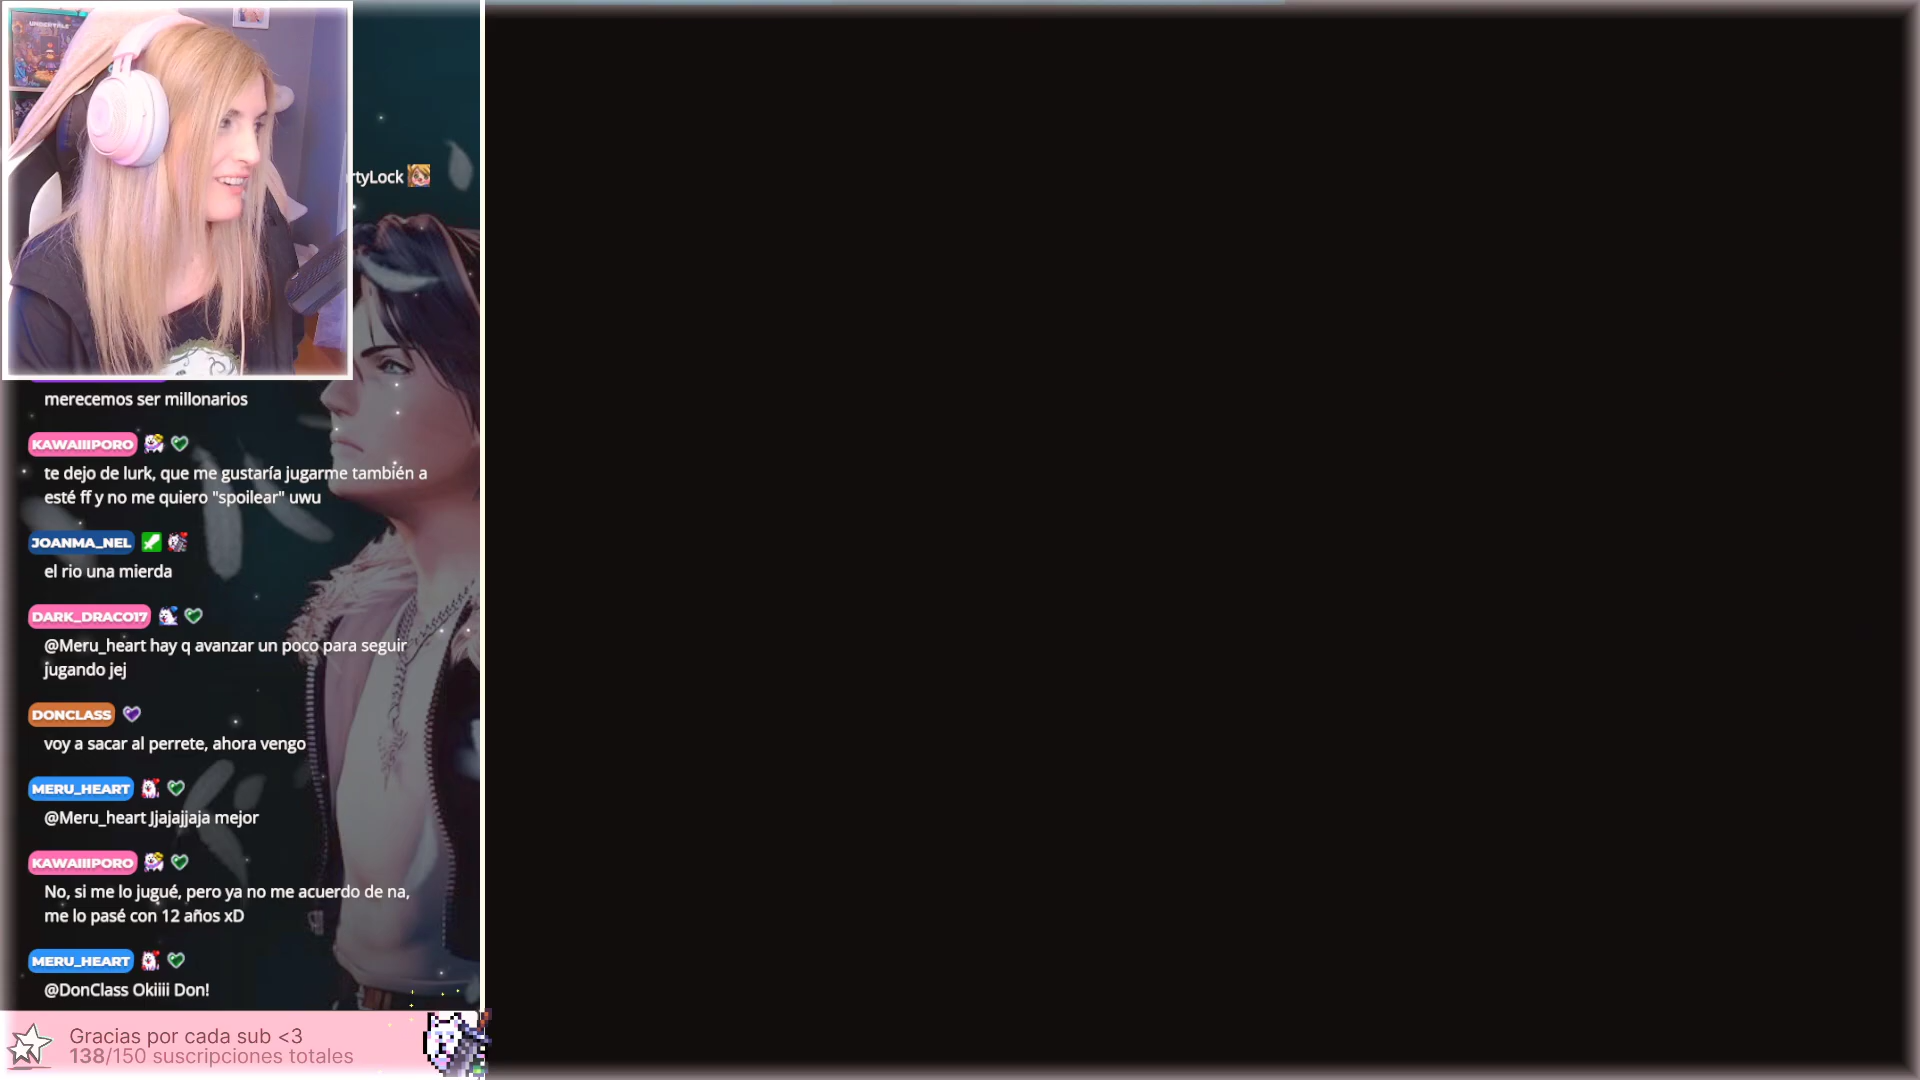 UNDERTALE
rtyLock
merecemos ser millonarios
KAWAIIIPORO
te dejo de lurk, que me gustaría jugarme también a
esté ff y no me quiero "spoilear" uwu
JOANMA_NEL
el rio una mierda
DARK_DRACO17
@Meru_heart hay q avanzar un poco para seguir
jugando jej
DONCLASS
voy a sacar al perrete, ahora vengo
MERU_HEART
@Meru_heart Jjajajjaja mejor
KAWAIIIPORO
No, si me lo jugué, pero ya no me acuerdo de na,
me lo pasé con 12 años xD
MERU_HEART
@DonClass Okiiii Don!
Gracias por cada sub <3
138/150 suscripciones totales